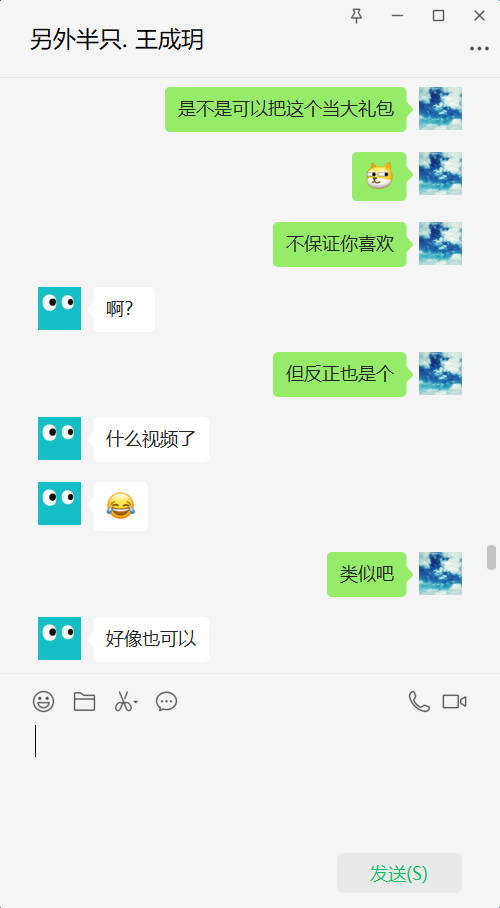 另外半只. 王成玥
是不是可以把这个当大礼包
不保证你喜欢
啊？
但反正也是个
什么视频了
类似吧
好像也可以
发送(S)